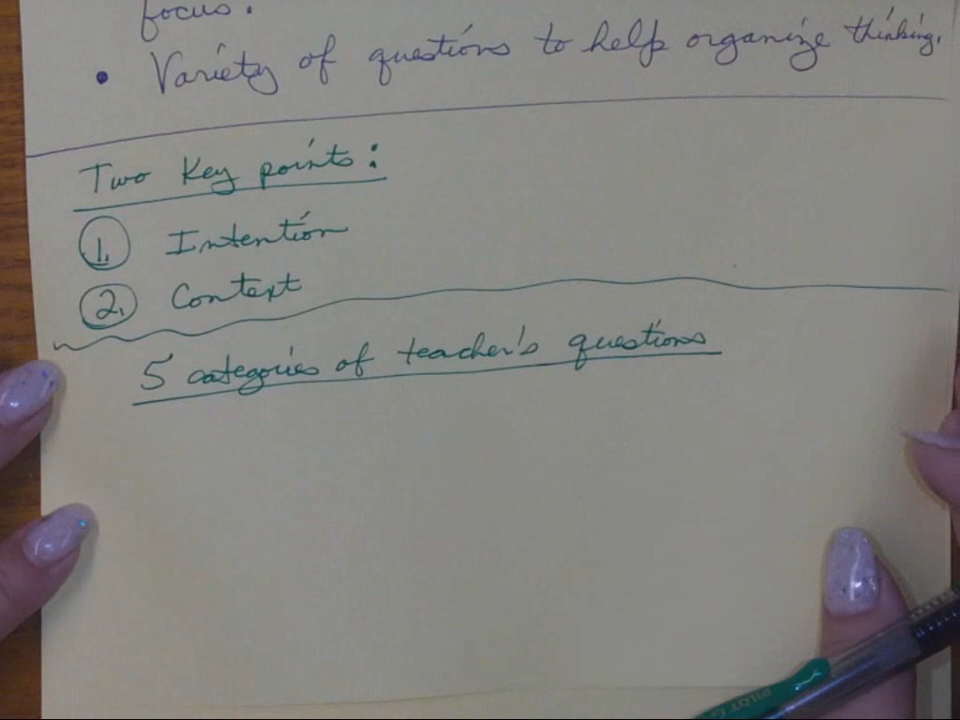 focus.
• Variety of questions to help organize thinking.
Two Key points:
1. Intention
2. Context
5 categories of teacher's questions
PILOT G